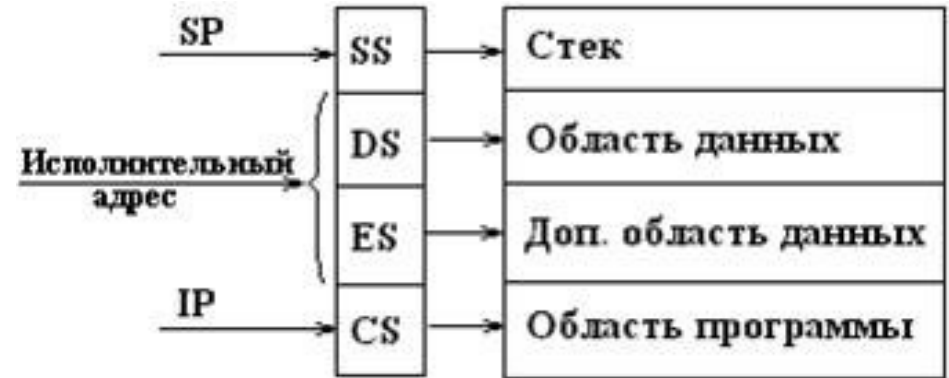 SP
SS
Стек
Исполнительный
адрес
DS
Область данных
ES
Доп. область данных
IP
CS
Область программы